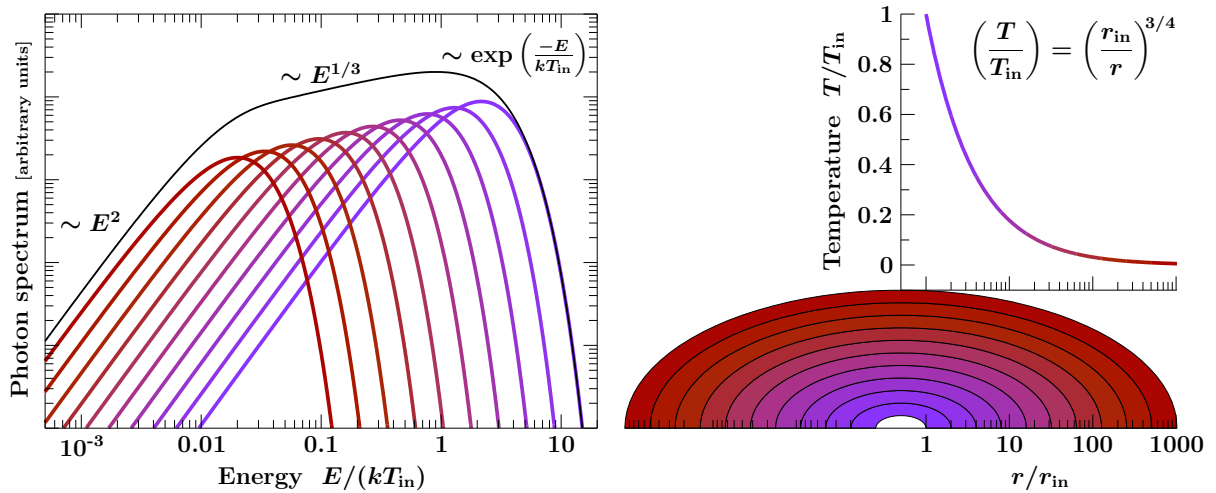 Photon spectrum [arbitrary units]
∼ E^2
∼ E^{1/3}
∼ exp(−E/kT_in)
10^{−3} 0.01 0.1 1 10
Energy E/(kT_in)
Temperature T/T_in
1
0.8
0.6
0.4
0.2
0
(T/T_in) = (r_in/r)^{3/4}
1 10 100 1000
r/r_in